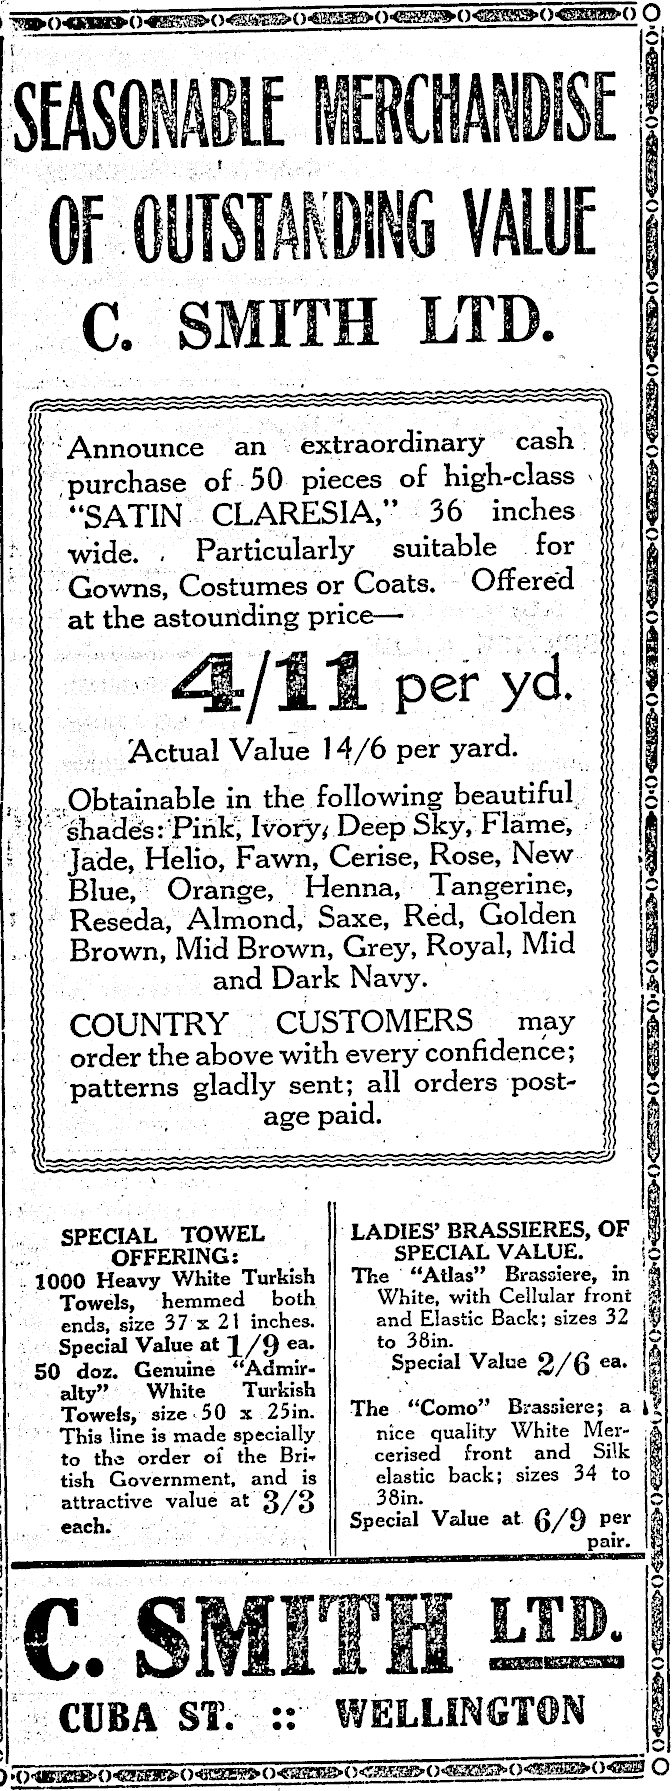 SEASONABLE MERCHANDISE
OF OUTSTANDING VALUE
C. SMITH LTD.
Announce an extraordinary cash
purchase of 50 pieces of high-class
“SATIN CLARESIA,” 36 inches
wide. Particularly suitable for
Gowns, Costumes or Coats. Offered
at the astounding price—
4/11 per yd.
Actual Value 14/6 per yard.
Obtainable in the following beautiful
shades: Pink, Ivory, Deep Sky, Flame,
Jade, Helio, Fawn, Cerise, Rose, New
Blue, Orange, Henna, Tangerine,
Reseda, Almond, Saxe, Red, Golden
Brown, Mid Brown, Grey, Royal, Mid
and Dark Navy.
COUNTRY CUSTOMERS may
order the above with every confidence;
patterns gladly sent; all orders post-
age paid.
SPECIAL TOWEL
OFFERING:
1000 Heavy White Turkish
Towels, hemmed both
ends, size 37 x 21 inches.
Special Value at 1/9 ea.
50 doz. Genuine “Admir-
alty” White Turkish
Towels, size 50 x 25in.
This line is made specially
to the order of the Bri-
tish Government, and is
attractive value at 3/3
each.
LADIES’ BRASSIERES, OF
SPECIAL VALUE.
The “Atlas” Brassiere, in
White, with Cellular front
and Elastic Back; sizes 32
to 38in.
Special Value 2/6 ea.
The “Como” Brassiere; a
nice quality White Mer-
cerised front and Silk
elastic back; sizes 34 to
38in.
Special Value at 6/9 per
pair.
C. SMITH LTD.
CUBA ST. :: WELLINGTON